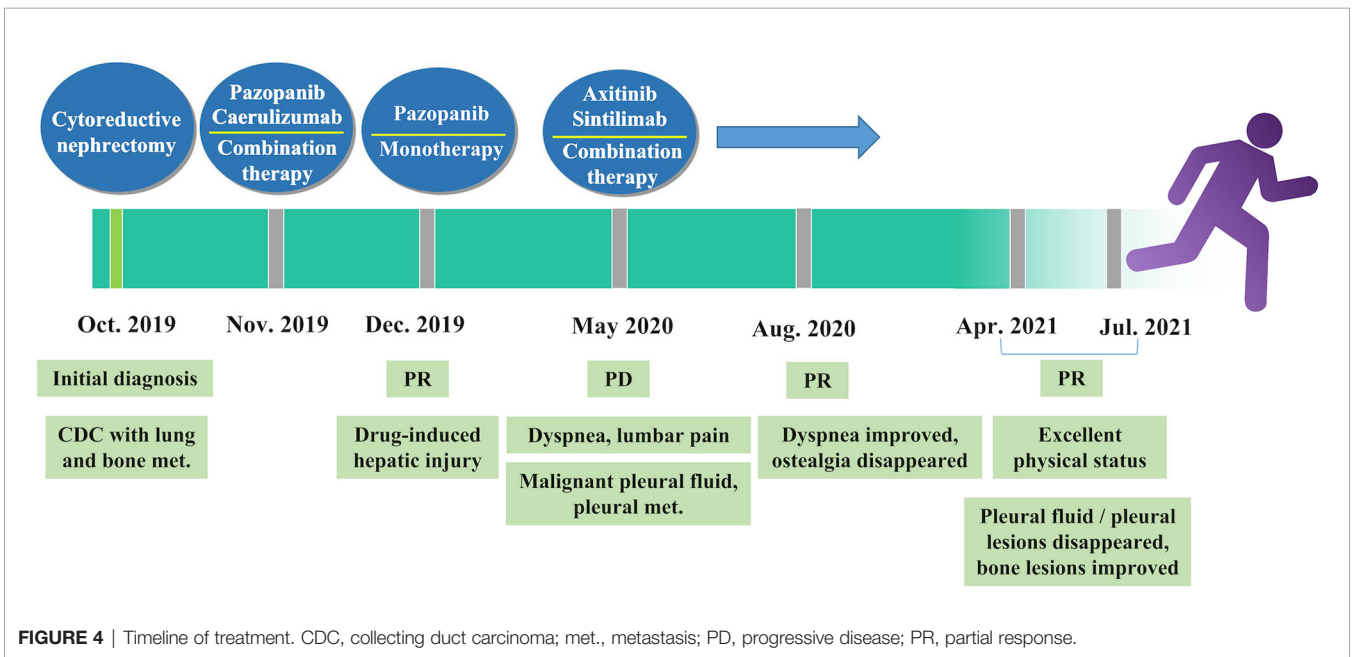 Cytoreductive
nephrectomy
Pazopanib
Caerulizumab
Combination
therapy
Pazopanib
Monotherapy
Axitinib
Sintilimab
Combination
therapy
Oct. 2019
Nov. 2019
Dec. 2019
May 2020
Aug. 2020
Apr. 2021
Jul. 2021
Initial diagnosis
PR
PD
PR
PR
CDC with lung
and bone met.
Drug-induced
hepatic injury
Dyspnea, lumbar pain
Malignant pleural fluid,
pleural met.
Dyspnea improved,
ostealgia disappeared
Excellent
physical status
Pleural fluid / pleural
lesions disappeared,
bone lesions improved
FIGURE 4 | Timeline of treatment. CDC, collecting duct carcinoma; met., metastasis; PD, progressive disease; PR, partial response.